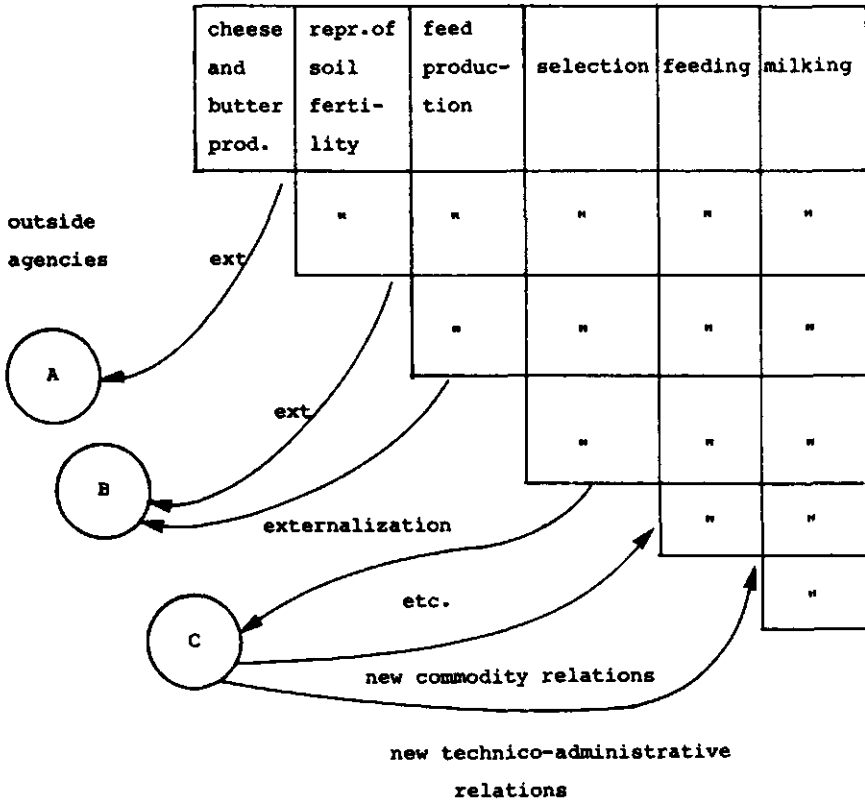 cheese and butter prod.
repr.of soil ferti- lity
feed produc- tion
selection
feeding
milking
outside agencies
ext
" " " " "
A
" " " "
ext
B
" " "
externalization
" "
etc.
"
C
new commodity relations
new technico-administrative
relations